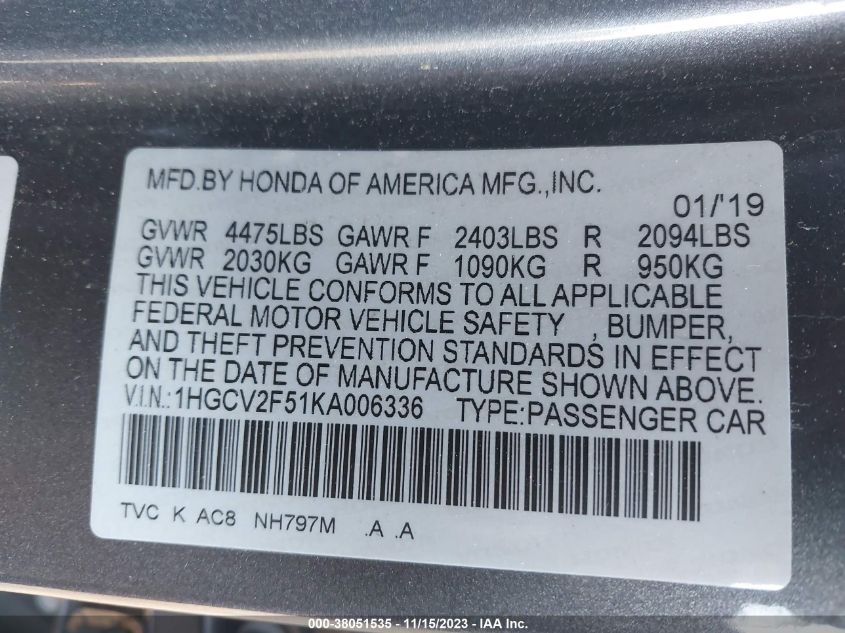 MFD.BY HONDA OF AMERICA MFG.,INC.
01/'19
GVWR 4475LBS GAWR F 2403LBS R 2094LBS
GVWR 2030KG GAWR F 1090KG R 950KG
THIS VEHICLE CONFORMS TO ALL APPLICABLE
FEDERAL MOTOR VEHICLE SAFETY , BUMPER,
AND THEFT PREVENTION STANDARDS IN EFFECT
ON THE DATE OF MANUFACTURE SHOWN ABOVE.
V.I.N.:1HGCV2F51KA006336 TYPE:PASSENGER CAR
TVC K AC8 NH797M .A .A
000-38051535 - 11/15/2023 - IAA Inc.